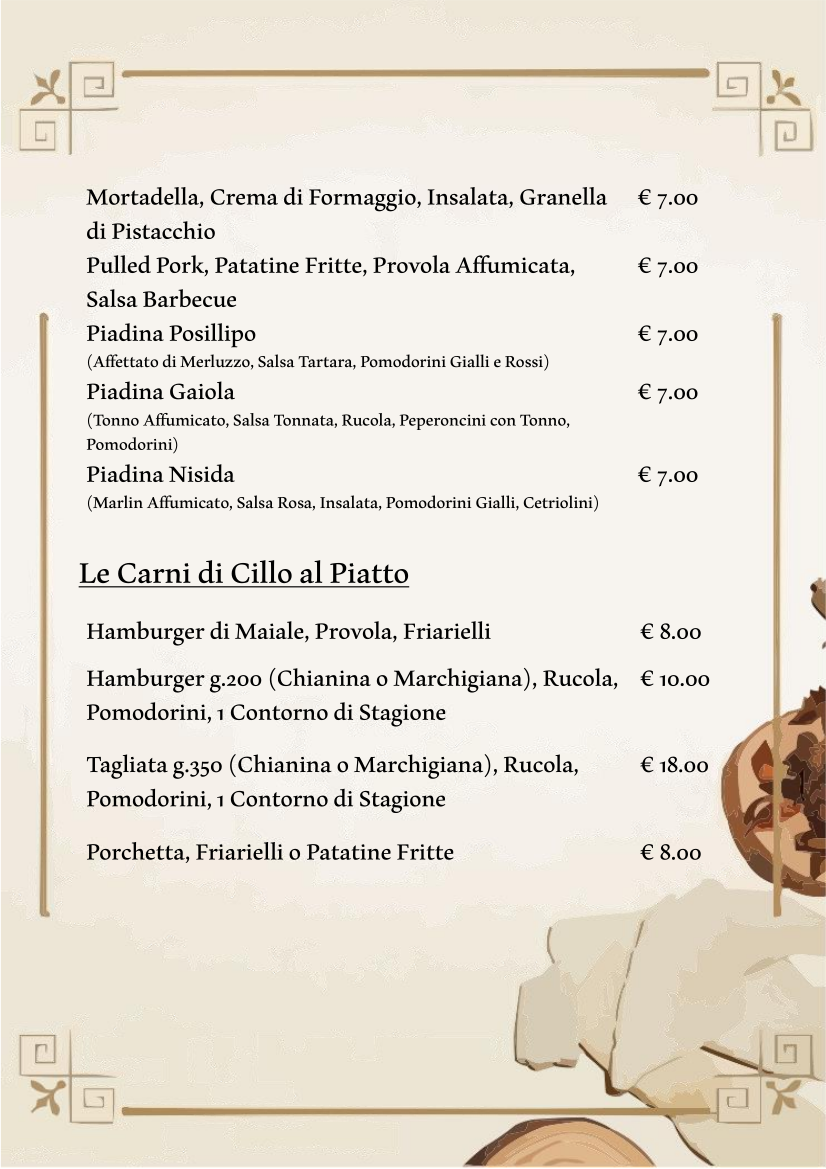 Mortadella, Crema di Formaggio, Insalata, Granella € 7.00
di Pistacchio
Pulled Pork, Patatine Fritte, Provola Affumicata, € 7.00
Salsa Barbecue
Piadina Posillipo € 7.00
(Affettato di Merluzzo, Salsa Tartara, Pomodorini Gialli e Rossi)
Piadina Gaiola € 7.00
(Tonno Affumicato, Salsa Tonnata, Rucola, Peperoncini con Tonno,
Pomodorini)
Piadina Nisida € 7.00
(Marlin Affumicato, Salsa Rosa, Insalata, Pomodorini Gialli, Cetriolini)
Le Carni di Cillo al Piatto
Hamburger di Maiale, Provola, Friarielli € 8.00
Hamburger g.200 (Chianina o Marchigiana), Rucola, € 10.00
Pomodorini, 1 Contorno di Stagione
Tagliata g.350 (Chianina o Marchigiana), Rucola, € 18.00
Pomodorini, 1 Contorno di Stagione
Porchetta, Friarielli o Patatine Fritte € 8.00